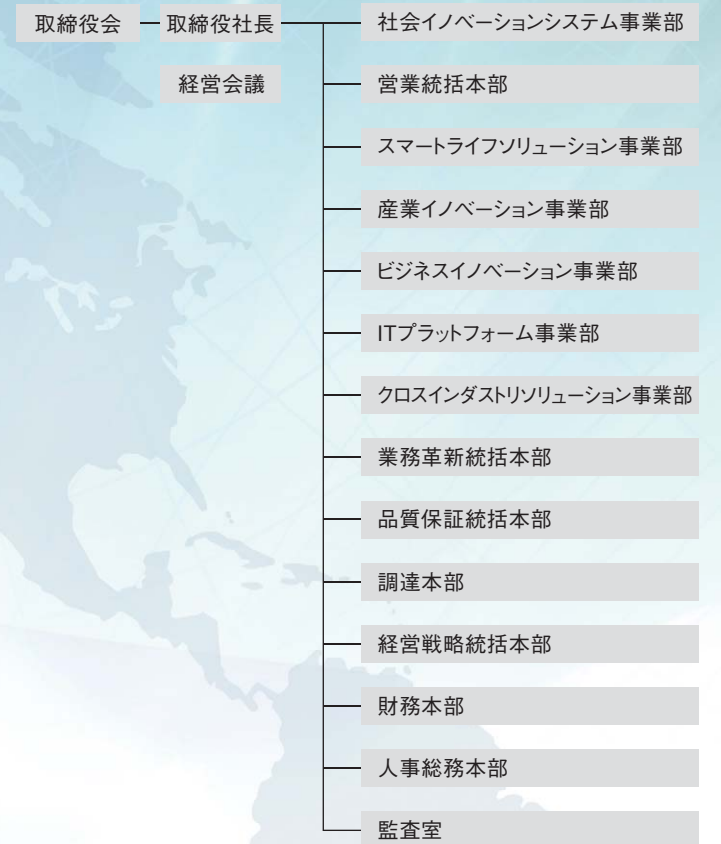 取締役会
取締役社長
経営会議
社会イノベーションシステム事業部
営業統括本部
スマートライフソリューション事業部
産業イノベーション事業部
ビジネスイノベーション事業部
ITプラットフォーム事業部
クロスインダストリソリューション事業部
業務革新統括本部
品質保証統括本部
調達本部
経営戦略統括本部
財務本部
人事総務本部
監査室